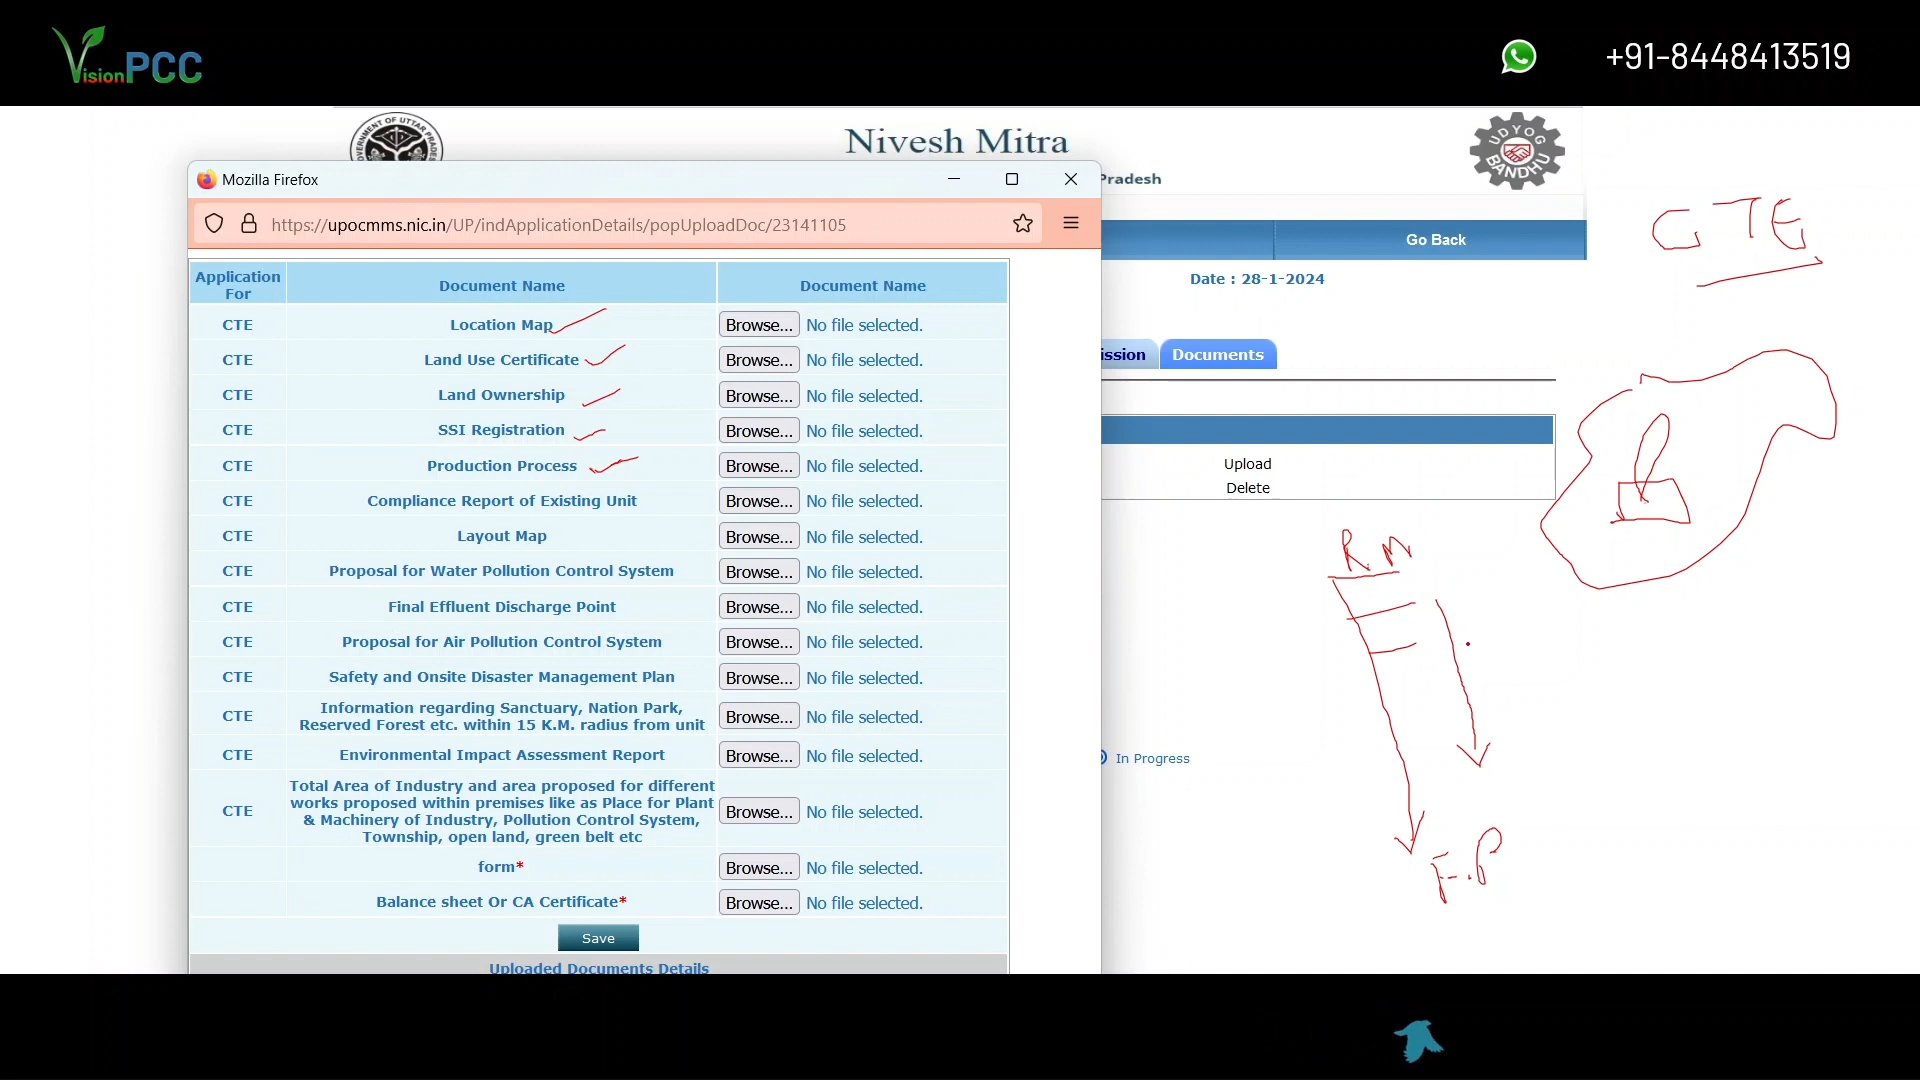 VisionPCC
+91-8448413519
GOVERNMENT OF UTTAR PRADESH
Nivesh Mitra
UDYOG BANDHU
Pradesh
Mozilla Firefox
https://upocmms.nic.in/UP/indApplicationDetails/popUploadDoc/23141105
Go Back
Date : 28-1-2024
CTE
ission Documents
Application For Document Name Document Name
CTE Location Map Browse... No file selected.
CTE Land Use Certificate Browse... No file selected.
CTE Land Ownership Browse... No file selected.
CTE SSI Registration Browse... No file selected.
CTE Production Process Browse... No file selected.
CTE Compliance Report of Existing Unit Browse... No file selected.
CTE Layout Map Browse... No file selected.
CTE Proposal for Water Pollution Control System Browse... No file selected.
CTE Final Effluent Discharge Point Browse... No file selected.
CTE Proposal for Air Pollution Control System Browse... No file selected.
CTE Safety and Onsite Disaster Management Plan Browse... No file selected.
CTE Information regarding Sanctuary, Nation Park,
Reserved Forest etc. within 15 K.M. radius from unit Browse... No file selected.
CTE Environmental Impact Assessment Report Browse... No file selected.
CTE Total Area of Industry and area proposed for different
works proposed within premises like as Place for Plant
& Machinery of Industry, Pollution Control System,
Township, open land, green belt etc Browse... No file selected.
form* Browse... No file selected.
Balance sheet Or CA Certificate* Browse... No file selected.
Save
Uploaded Documents Details
Upload
Delete
R.M
In Progress
F.P